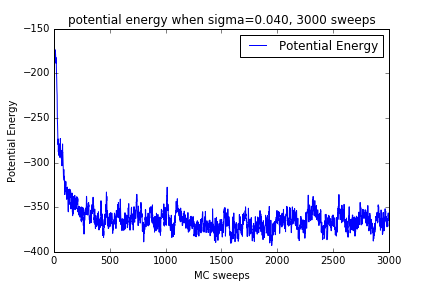 potential energy when sigma=0.040, 3000 sweeps
Potential Energy
Potential Energy
−150
−200
−250
−300
−350
−400
0 500 1000 1500 2000 2500 3000
MC sweeps